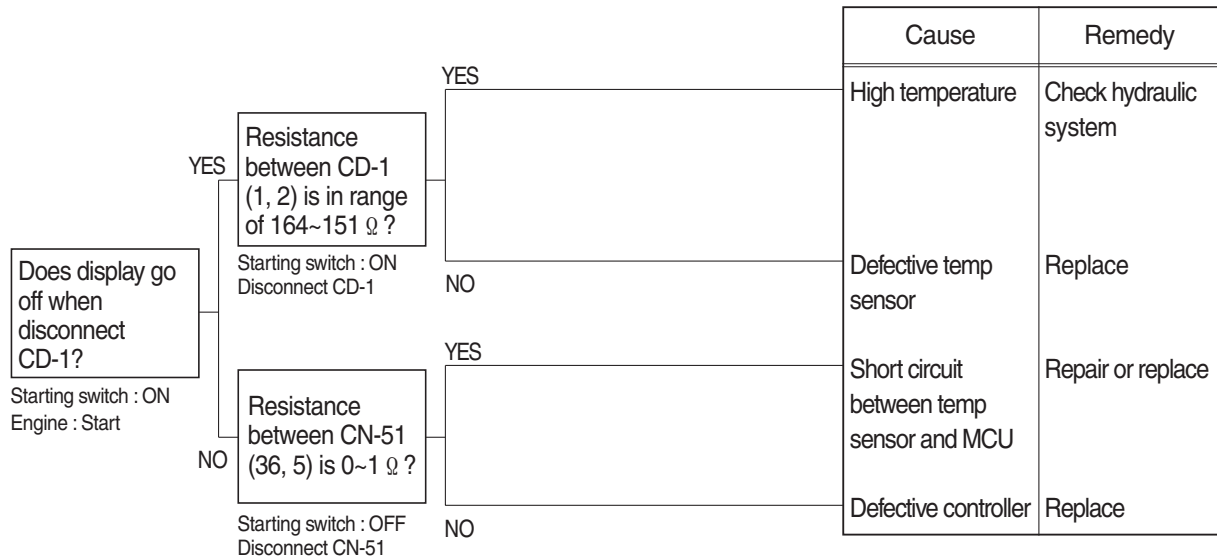 Cause
Remedy
YES
High temperature
Check hydraulic
system
YES
Resistance
between CD-1
(1, 2) is in range
of 164~151 Ω ?
Starting switch : ON
Disconnect CD-1
NO
Defective temp
sensor
Replace
Does display go
off when
disconnect
CD-1?
Starting switch : ON
Engine : Start
YES
Short circuit
between temp
sensor and MCU
Repair or replace
NO
Resistance
between CN-51
(36, 5) is 0~1 Ω ?
Starting switch : OFF
Disconnect CN-51
NO
Defective controller
Replace